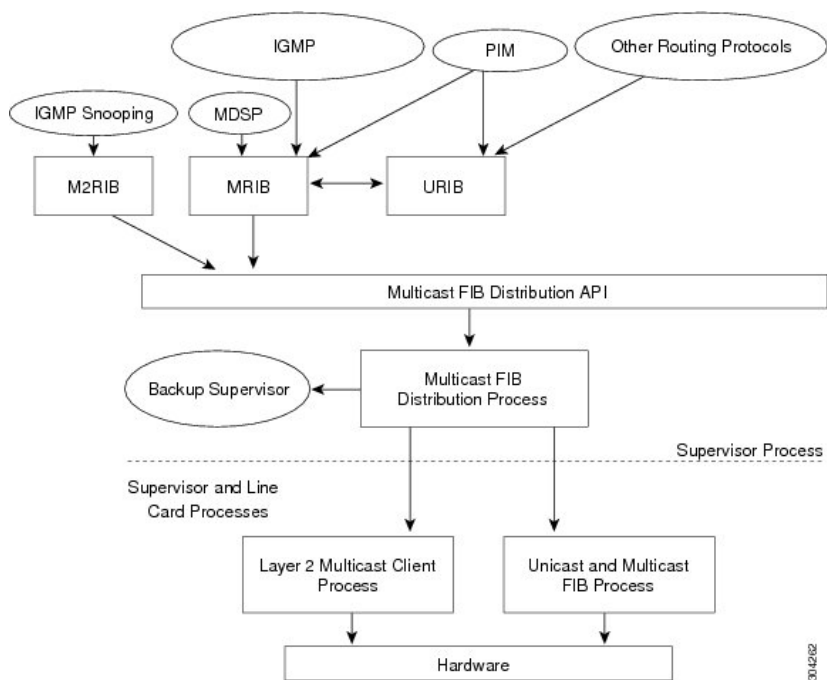 IGMP
PIM
Other Routing Protocols
IGMP Snooping
MDSP
M2RIB
MRIB
URIB
Multicast FIB Distribution API
Backup Supervisor
Multicast FIB
Distribution Process
Supervisor Process
Supervisor and Line
Card Processes
Layer 2 Multicast Client
Process
Unicast and Multicast
FIB Process
Hardware
304262